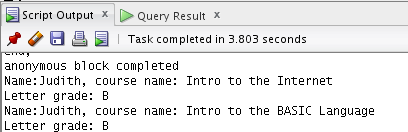 Script Output x Query Result x
Task completed in 3.803 seconds
end;
anonymous block completed
Name:Judith, course name: Intro to the Internet
Letter grade: B
Name:Judith, course name: Intro to the BASIC Language
Letter grade: B